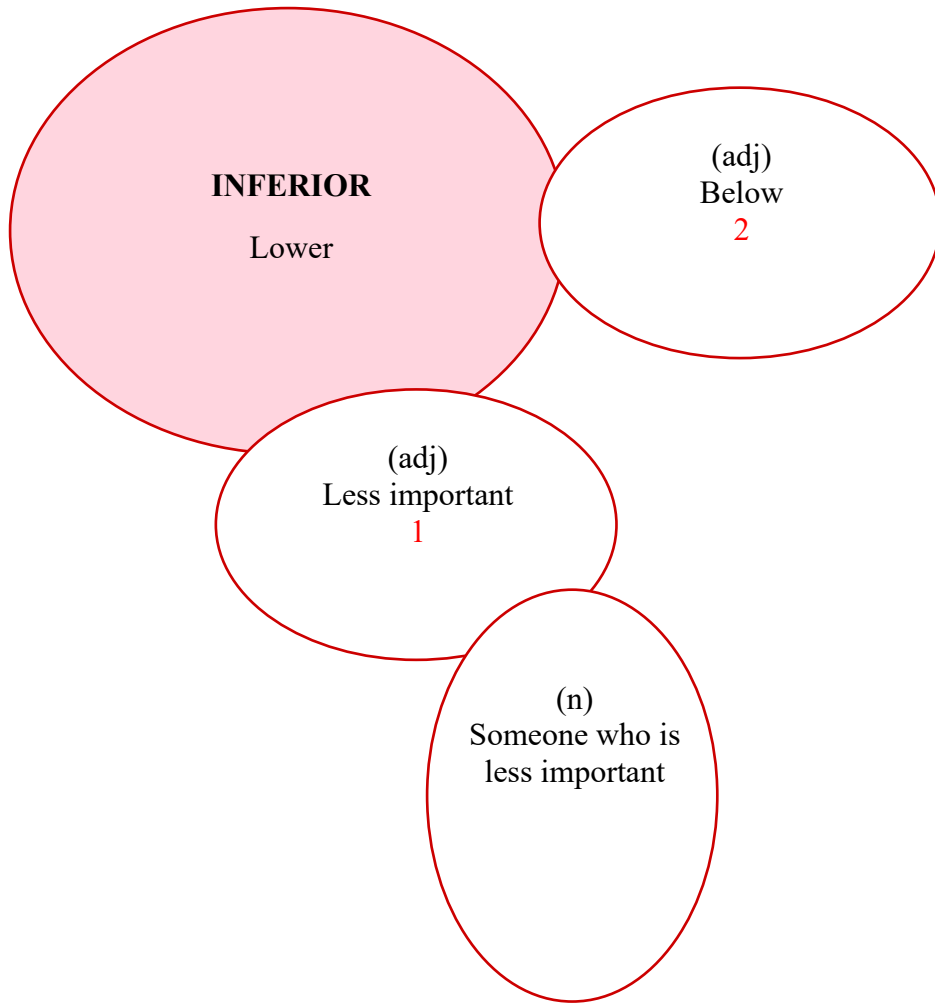 INFERIOR
Lower
(adj)
Below
2
(adj)
Less important
1
(n)
Someone who is
less important